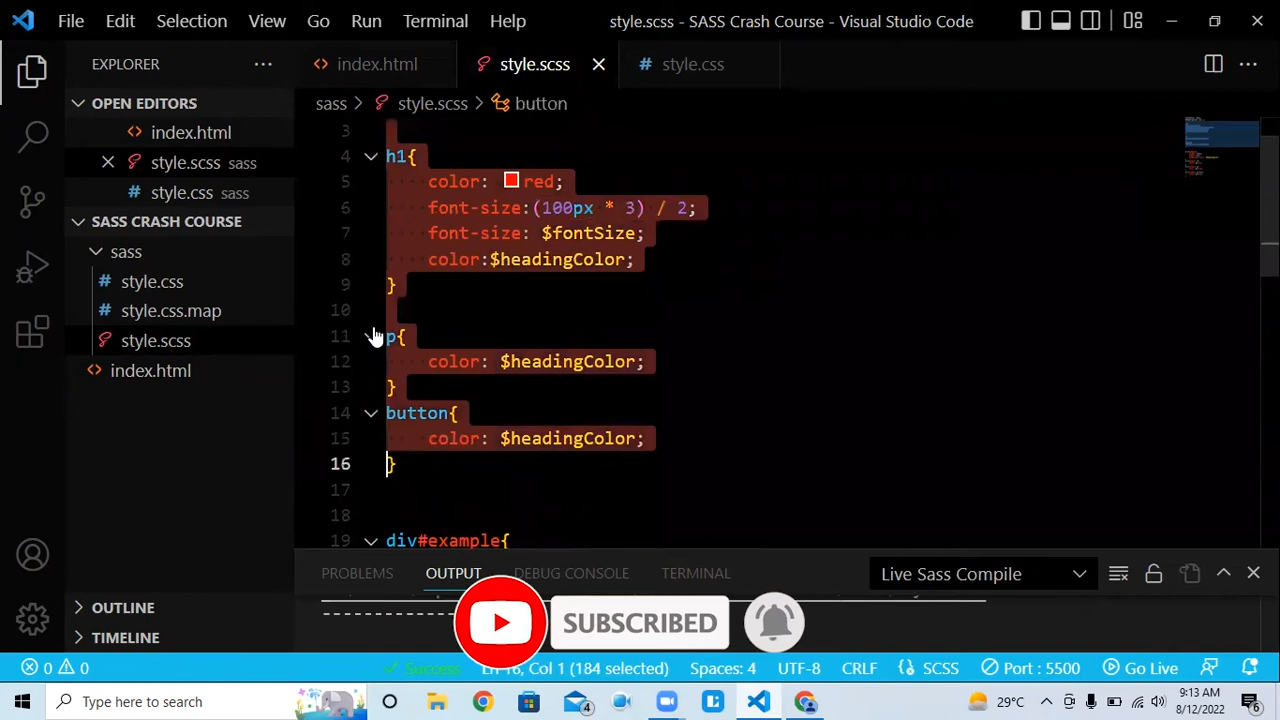 File Edit Selection View Go Run Terminal Help style.scss - SASS Crash Course - Visual Studio Code
EXPLORER
index.html style.scss style.css
OPEN EDITORS
index.html
style.scss sass
style.css sass
SASS CRASH COURSE
sass
style.css
style.css.map
style.scss
index.html
OUTLINE
TIMELINE
sass > style.scss > button
3
4 h1{
5 color: red;
6 font-size:(100px * 3) / 2;
7 font-size: $fontSize;
8 color:$headingColor;
9 }
10
11 p{
12 color: $headingColor;
13 }
14 button{
15 color: $headingColor;
16 }
17
18
19 div#example{
PROBLEMS OUTPUT DEBUG CONSOLE TERMINAL Live Sass Compile
SUBSCRIBED
0 0 Success Ln 16, Col 1 (184 selected) Spaces: 4 UTF-8 CRLF SCSS Port : 5500 Go Live
Type here to search 4 29°C 9:13 AM
8/12/2022 6